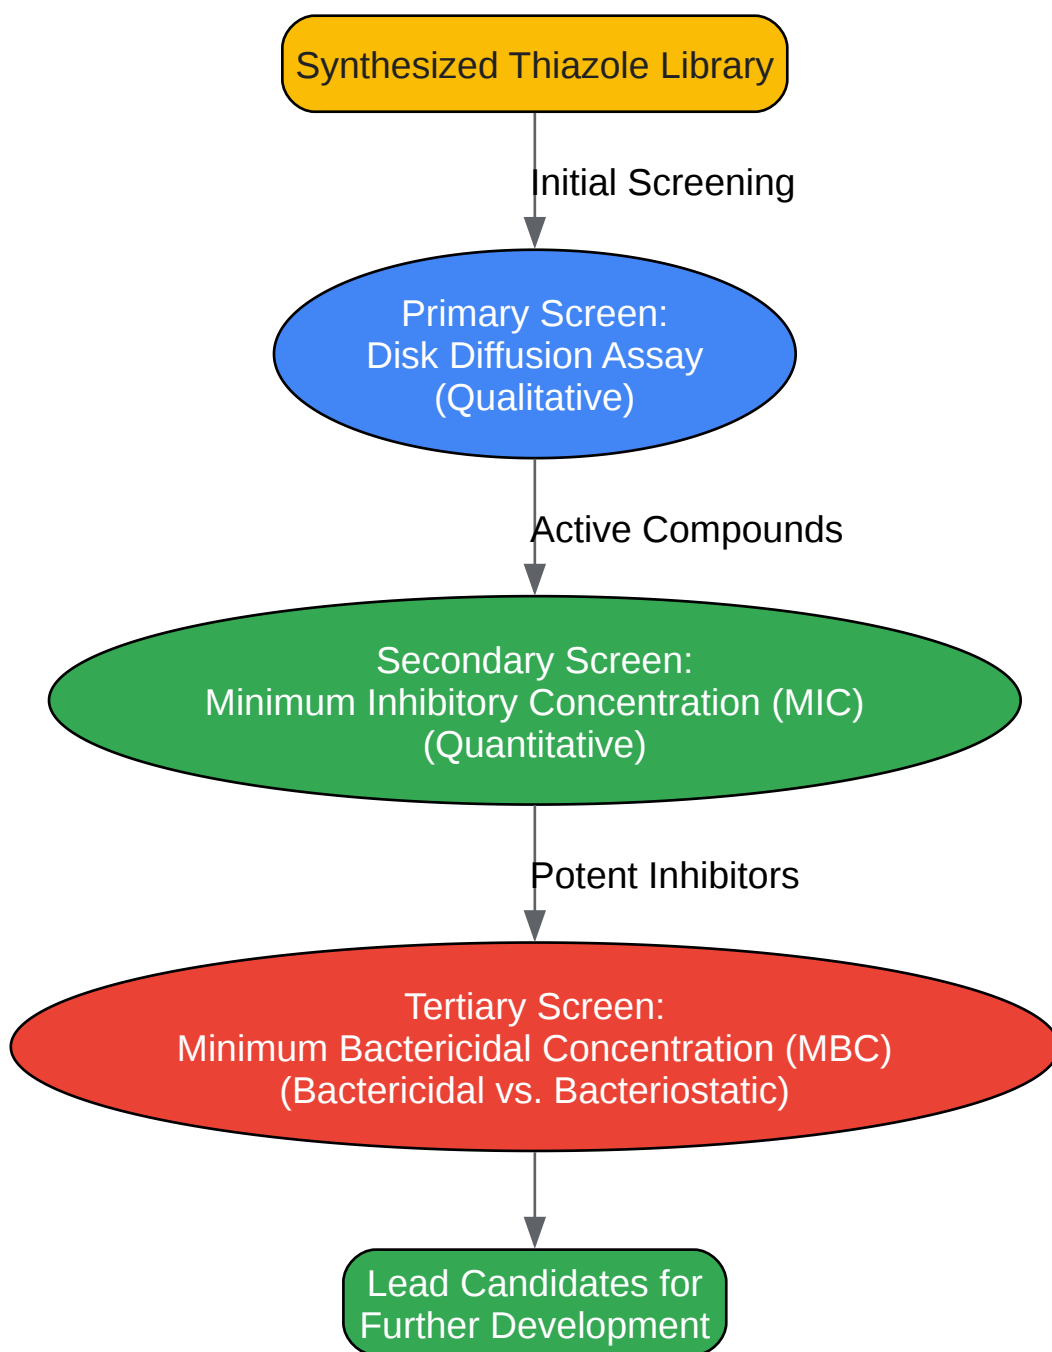 Synthesized Thiazole Library
Initial Screening
Primary Screen:
Disk Diffusion Assay
(Qualitative)
Active Compounds
Secondary Screen:
Minimum Inhibitory Concentration (MIC)
(Quantitative)
Potent Inhibitors
Tertiary Screen:
Minimum Bactericidal Concentration (MBC)
(Bactericidal vs. Bacteriostatic)
Lead Candidates for
Further Development